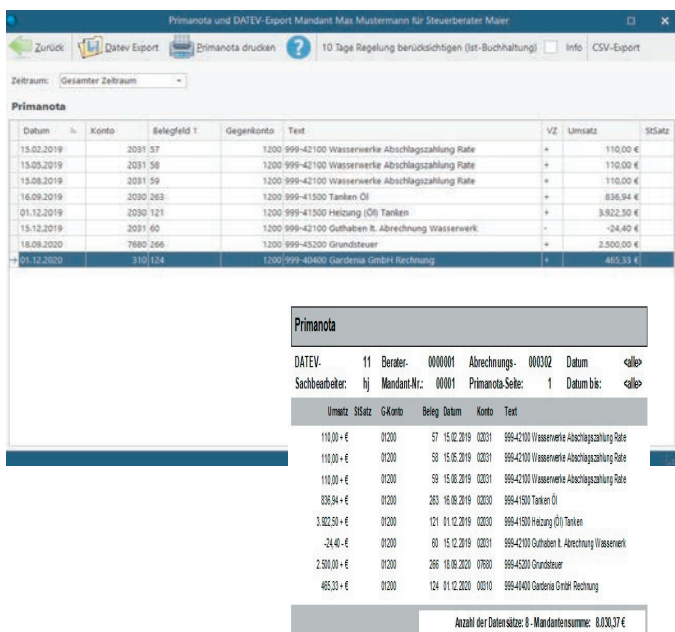 Primanota und DATEV-Export Mandant Max Mustermann für Steuerberater Maier
Zurück Datev Export Primanota drucken ? 10 Tage Regelung berücksichtigen (Ist-Buchhaltung) Info CSV-Export
Zeitraum: Gesamter Zeitraum
Primanota
Datum Konto Belegfeld 1 Gegenkonto Text VZ Umsatz StSatz
15.02.2019 2031 57 1200 999-42100 Wasserwerke Abschlagszahlung Rate + 110,00 €
15.05.2019 2031 58 1200 999-42100 Wasserwerke Abschlagszahlung Rate + 110,00 €
15.08.2019 2031 59 1200 999-42100 Wasserwerke Abschlagszahlung Rate + 110,00 €
16.09.2019 2030 263 1200 999-41500 Tanken Öl + 836,94 €
01.12.2019 2030 121 1200 999-41500 Heizung (Öl) Tanken + 3.922,50 €
15.12.2019 2031 60 1200 999-42100 Guthaben lt. Abrechnung Wasserwerk - -24,40 €
18.09.2020 7680 266 1200 999-45200 Grundsteuer + 2.500,00 €
01.12.2020 310 124 1200 999-40400 Gardenia GmbH Rechnung + 465,33 €
Primanota
DATEV- 11 Berater- 0000001 Abrechnungs- 000302 Datum <alle>
Sachbearbeiter: hj Mandant-Nr.: 00001 Primanota-Seite: 1 Datum bis: <alle>
Umsatz StSatz G-Konto Beleg Datum Konto Text
110,00 + € 01200 57 15.02.2019 02031 999-42100 Wasserwerke Abschlagszahlung Rate
110,00 + € 01200 58 15.05.2019 02031 999-42100 Wasserwerke Abschlagszahlung Rate
110,00 + € 01200 59 15.08.2019 02031 999-42100 Wasserwerke Abschlagszahlung Rate
836,94 + € 01200 263 16.09.2019 02030 999-41500 Tanken Öl
3.922,50 + € 01200 121 01.12.2019 02030 999-41500 Heizung (Öl) Tanken
-24,40 - € 01200 60 15.12.2019 02031 999-42100 Guthaben lt. Abrechnung Wasserwerk
2.500,00 + € 01200 266 18.09.2020 07680 999-45200 Grundsteuer
465,33 + € 01200 124 01.12.2020 00310 999-40400 Gardenia GmbH Rechnung
Anzahl der Datensätze: 8 - Mandantensumme: 8.030,37 €